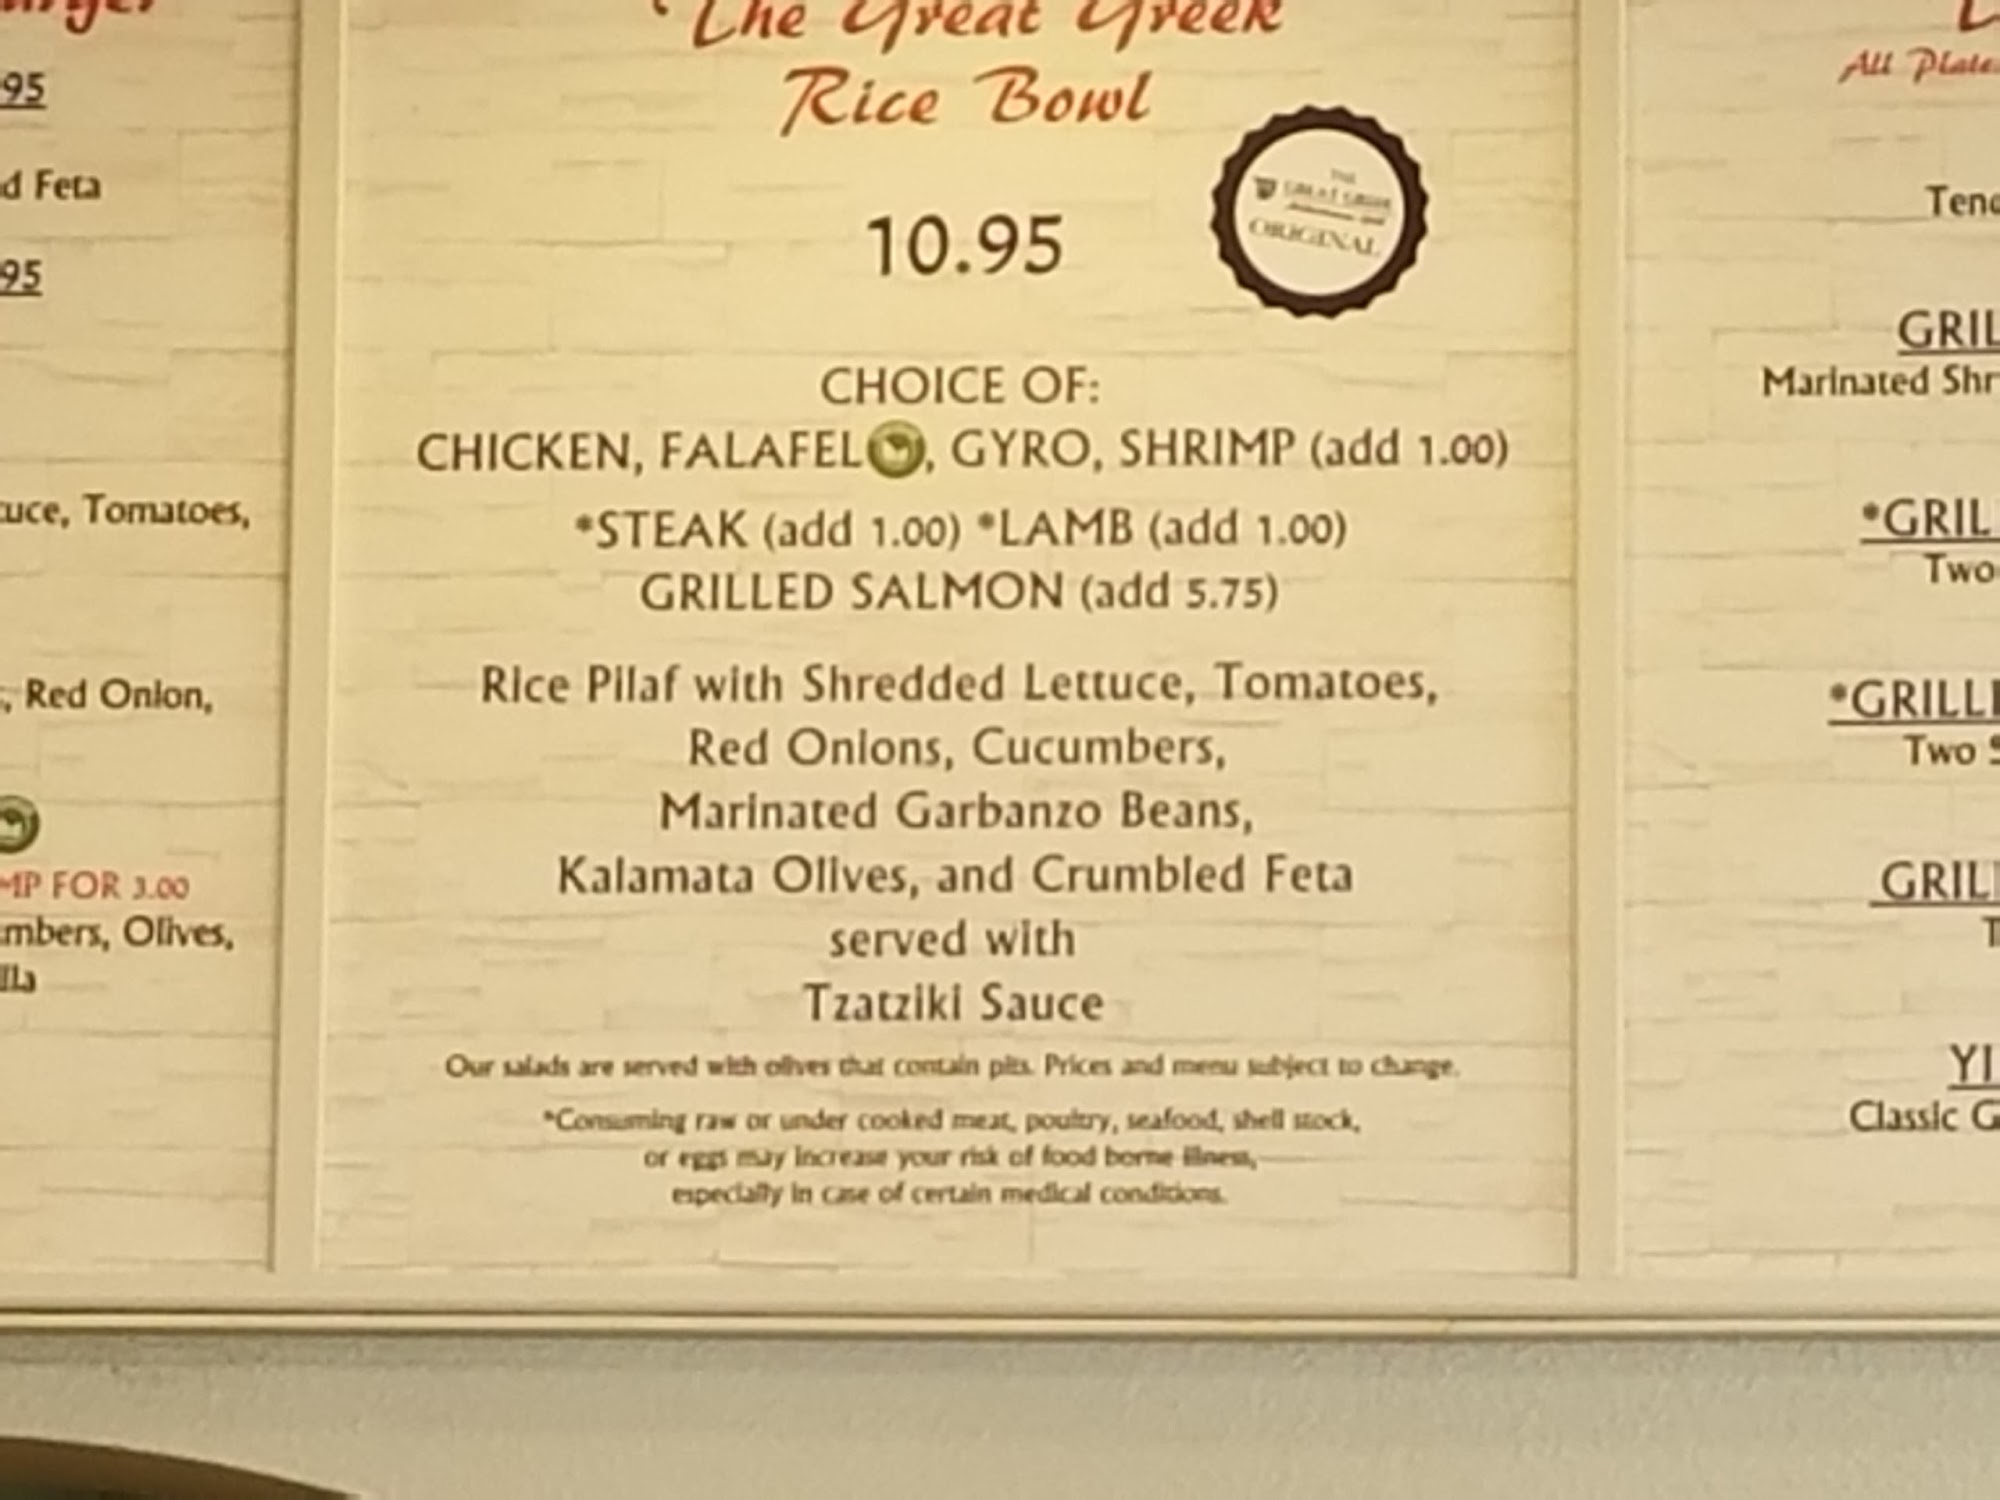 95
d Feta
95
uce, Tomatoes,
, Red Onion,
MP FOR 3.00
mbers, Olives,
lla
The Great Greek
Rice Bowl
10.95
THE
GREAT GREEK
ORIGINAL
CHOICE OF:
CHICKEN, FALAFEL, GYRO, SHRIMP (add 1.00)
*STEAK (add 1.00) *LAMB (add 1.00)
GRILLED SALMON (add 5.75)
Rice Pilaf with Shredded Lettuce, Tomatoes,
Red Onions, Cucumbers,
Marinated Garbanzo Beans,
Kalamata Olives, and Crumbled Feta
served with
Tzatziki Sauce
Our salads are served with olives that contain pits. Prices and menu subject to change.
*Consuming raw or under cooked meat, poultry, seafood, shell stock,
or eggs may increase your risk of food borne illness,
especially in case of certain medical conditions.
All Plate
Tend
GRIL
Marinated Shr
*GRIL
Two
*GRILLE
Two S
GRIL
T
YI
Classic G